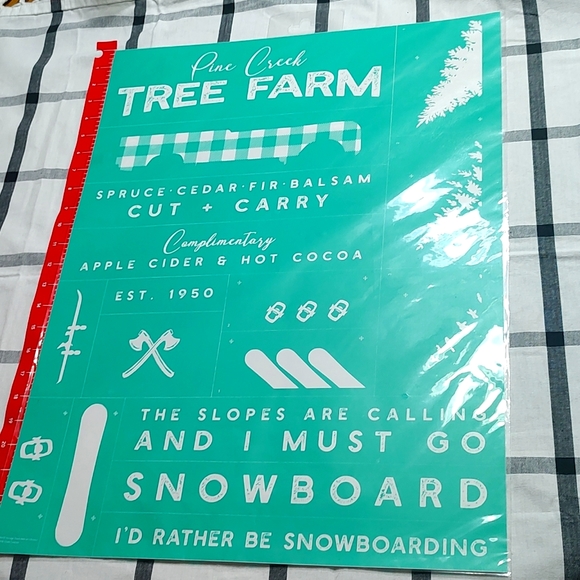 Pine Creek
TREE FARM
SPRUCE·CEDAR·FIR·BALSAM
CUT + CARRY
Complimentary
APPLE CIDER & HOT COCOA
EST. 1950
THE SLOPES ARE CALLING
AND I MUST GO
SNOWBOARD
I'D RATHER BE SNOWBOARDING